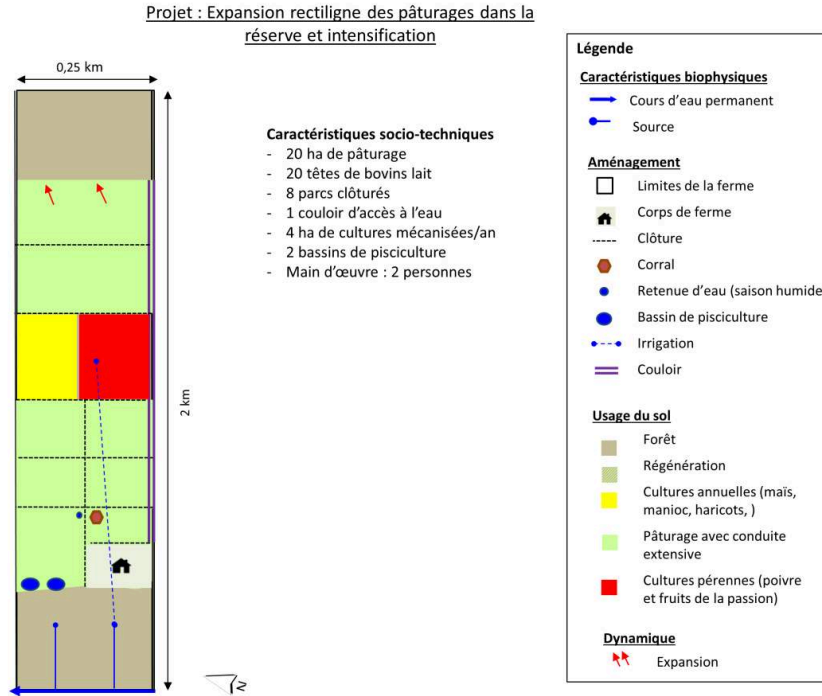 Projet : Expansion rectiligne des pâturages dans la
réserve et intensification
0,25 km
2 km
Caractéristiques socio-techniques
- 20 ha de pâturage
- 20 têtes de bovins lait
- 8 parcs clôturés
- 1 couloir d'accès à l'eau
- 4 ha de cultures mécanisées/an
- 2 bassins de pisciculture
- Main d'œuvre : 2 personnes
N
Légende
Caractéristiques biophysiques
Cours d'eau permanent
Source
Aménagement
Limites de la ferme
Corps de ferme
Clôture
Corral
Retenue d'eau (saison humide
Bassin de pisciculture
Irrigation
Couloir
Usage du sol
Forêt
Régénération
Cultures annuelles (maïs,
manioc, haricots, )
Pâturage avec conduite
extensive
Cultures pérennes (poivre
et fruits de la passion)
Dynamique
Expansion